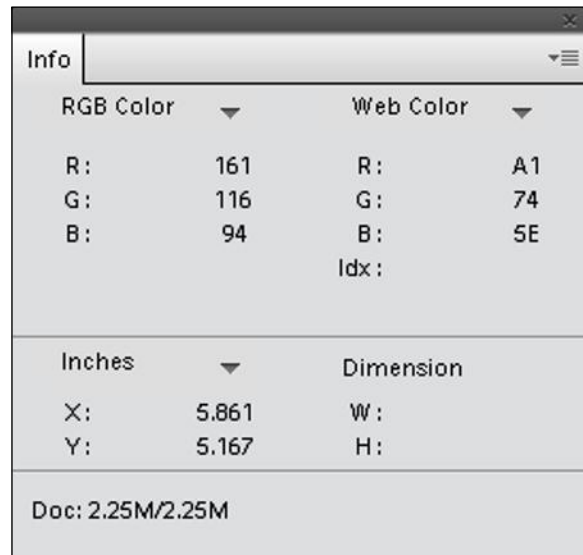 Info
RGB Color Web Color
R: 161 R: A1
G: 116 G: 74
B: 94 B: 5E
Idx:
Inches Dimension
X: 5.861 W:
Y: 5.167 H:
Doc: 2.25M/2.25M